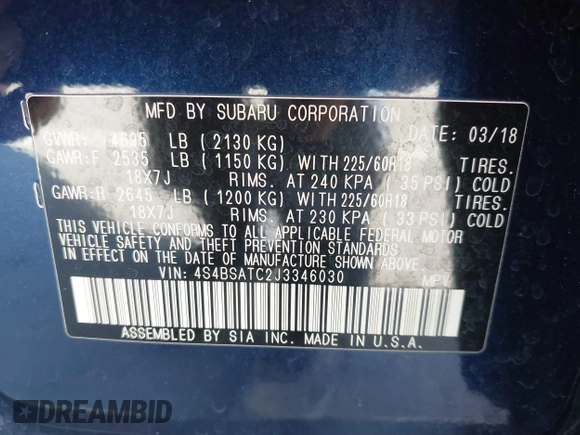 MFD BY SUBARU CORPORATION
DATE: 03/18
GVWR: 4695 LB ( 2130 KG)
GAWR:F 2535 LB ( 1150 KG) WITH 225/60R18 TIRES.
18X7J RIMS. AT 240 KPA ( 35 PSI) COLD
GAWR:R 2645 LB ( 1200 KG) WITH 225/60R18 TIRES.
18X7J RIMS. AT 230 KPA ( 33 PSI) COLD
THIS VEHICLE CONFORMS TO ALL APPLICABLE FEDERAL MOTOR
VEHICLE SAFETY AND THEFT PREVENTION STANDARDS
IN EFFECT ON THE DATE OF MANUFACTURE SHOWN ABOVE.
VIN: 4S4BSATC2J3346030 MPV
ASSEMBLED BY SIA INC. MADE IN U.S.A.
DREAMBID